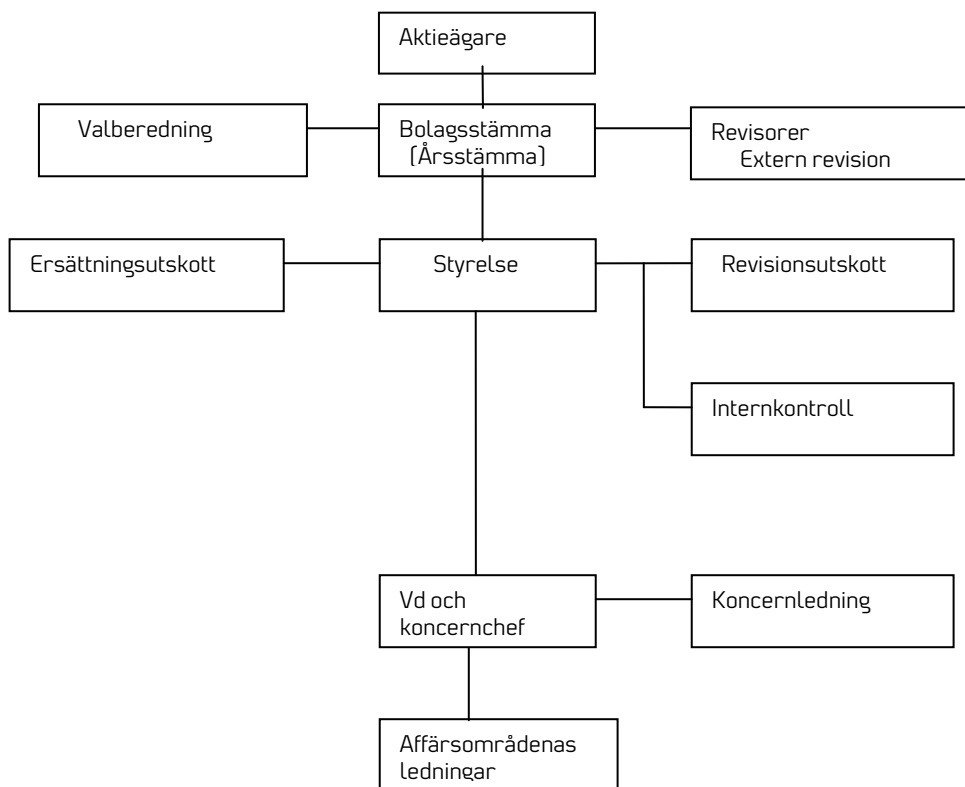 Aktieägare
Valberedning
Bolagsstämma
(Årsstämma)
Revisorer
Extern revision
Ersättningsutskott
Styrelse
Revisionsutskott
Internkontroll
Vd och
koncernchef
Koncernledning
Affärsområdenas
ledningar